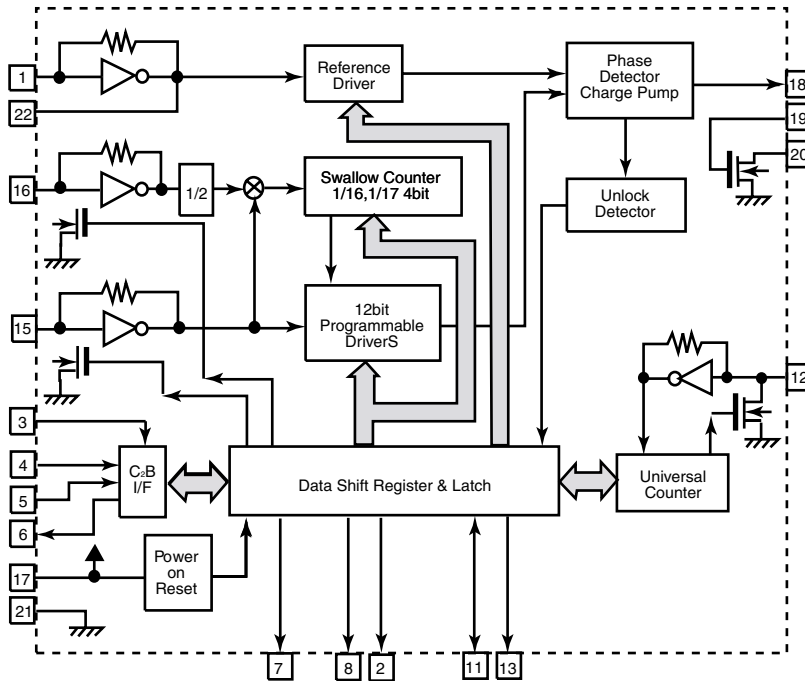 1
22
Reference
Driver
Phase
Detector
Charge Pump
18
19
20
16
1/2
Swallow Counter
1/16,1/17 4bit
Unlock
Detector
15
12bit
Programmable
DriverS
12
3
4
5
6
C₂B
I/F
Data Shift Register & Latch
Universal
Counter
17
Power
on
Reset
21
7
8
2
11
13